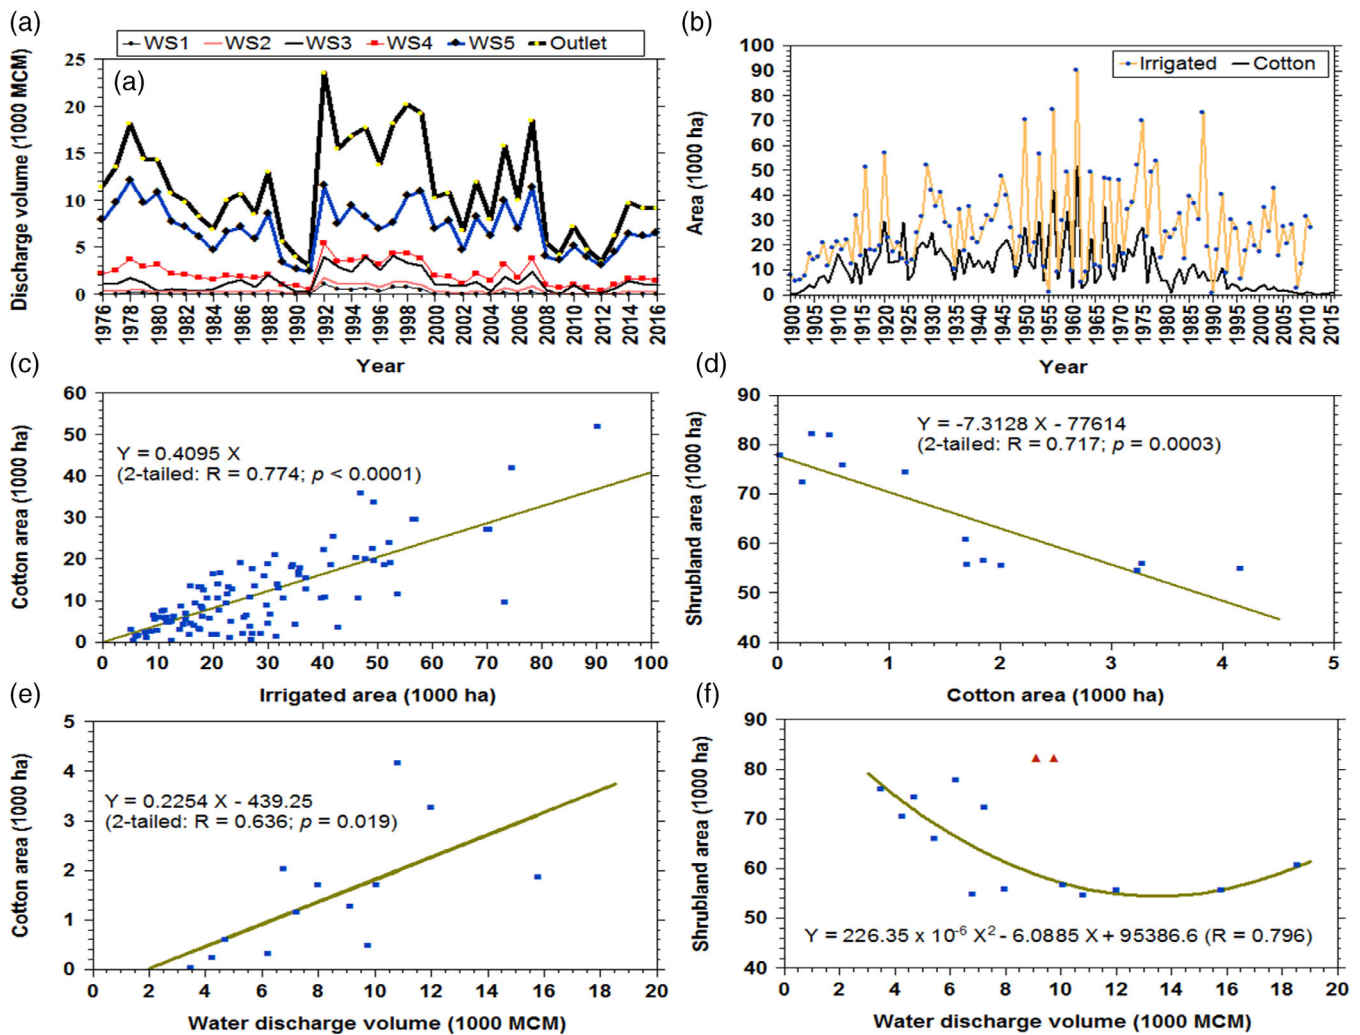 (a)
WS1 WS2 WS3 WS4 WS5 Outlet
(a)
Discharge volume (1000 MCM)
25
20
15
10
5
0
1976 1978 1980 1982 1984 1986 1988 1990 1992 1994 1996 1998 2000 2002 2004 2006 2008 2010 2012 2014 2016
Year
(b)
Irrigated Cotton
Area (1000 ha)
100
90
80
70
60
50
40
30
20
10
0
1900 1905 1910 1915 1920 1925 1930 1935 1940 1945 1950 1955 1960 1965 1970 1975 1980 1985 1990 1995 2000 2005 2010 2015
Year
(c)
Cotton area (1000 ha)
60
50
40
30
20
10
0
Y = 0.4095 X
(2-tailed: R = 0.774; p < 0.0001)
0 10 20 30 40 50 60 70 80 90 100
Irrigated area (1000 ha)
(d)
Shrubland area (1000 ha)
90
80
70
60
50
40
Y = -7.3128 X - 77614
(2-tailed: R = 0.717; p = 0.0003)
0 1 2 3 4 5
Cotton area (1000 ha)
(e)
Cotton area (1000 ha)
5
4
3
2
1
0
Y = 0.2254 X - 439.25
(2-tailed: R = 0.636; p = 0.019)
0 2 4 6 8 10 12 14 16 18 20
Water discharge volume (1000 MCM)
(f)
Shrubland area (1000 ha)
90
80
70
60
50
40
Y = 226.35 x 10-6 X2 - 6.0885 X + 95386.6 (R = 0.796)
0 2 4 6 8 10 12 14 16 18 20
Water discharge volume (1000 MCM)